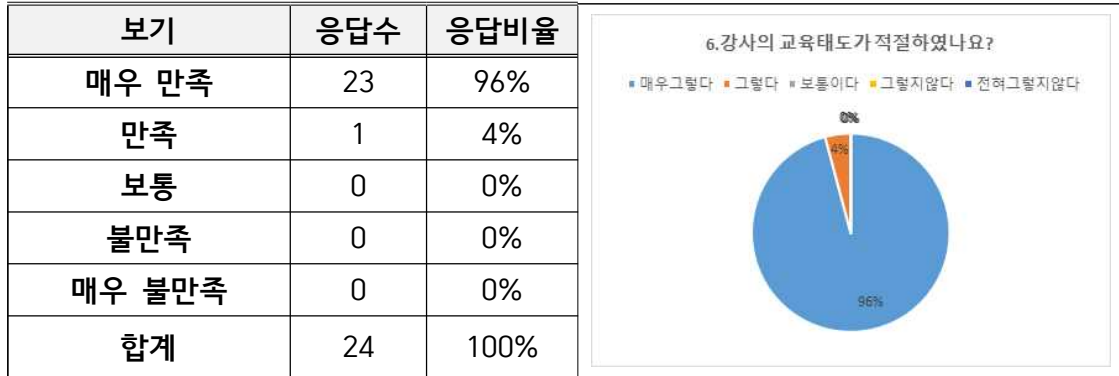 보기 응답수 응답비율
매우 만족 23 96%
만족 1 4%
보통 0 0%
불만족 0 0%
매우 불만족 0 0%
합계 24 100%
6.강사의 교육태도가 적절하였나요?
매우그렇다 그렇다 보통이다 그렇지않다 전혀그렇지않다
0%
4%
96%